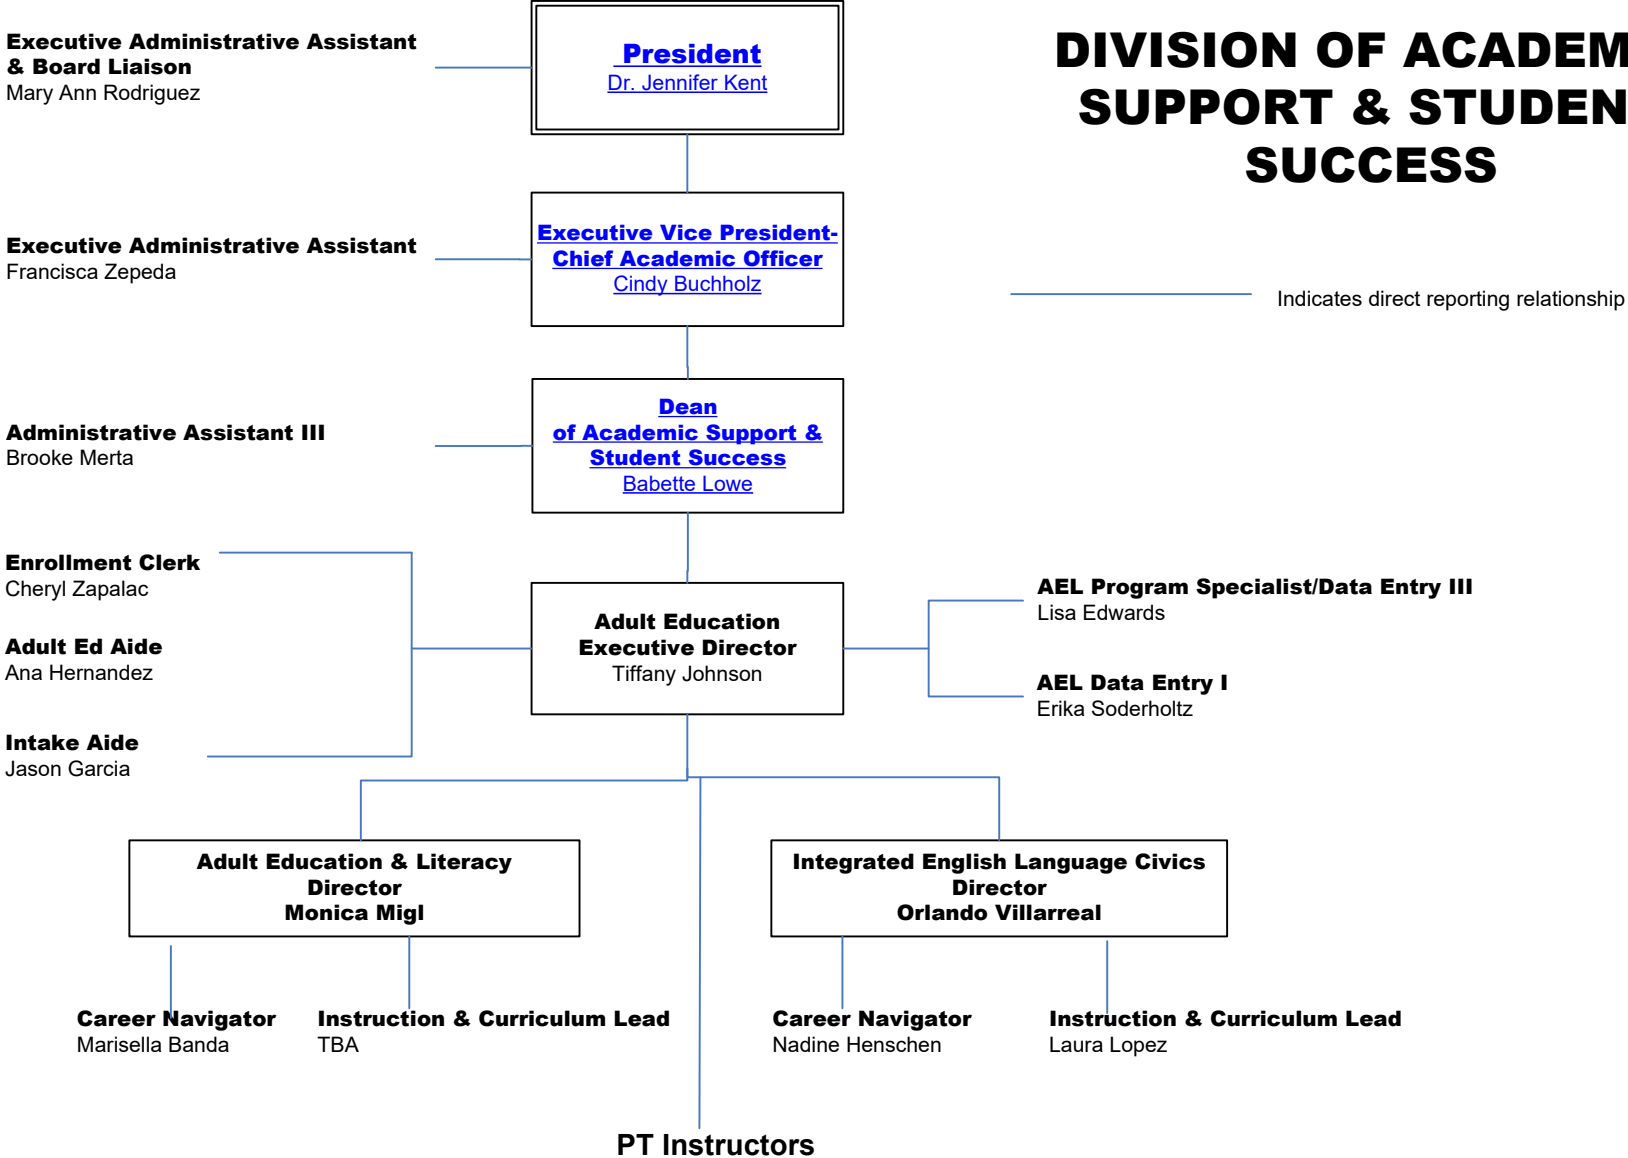 Executive Administrative Assistant
& Board Liaison
Mary Ann Rodriguez
President
Dr. Jennifer Kent
DIVISION OF ACADEM
SUPPORT & STUDEN
SUCCESS
Executive Administrative Assistant
Francisca Zepeda
Executive Vice President-
Chief Academic Officer
Cindy Buchholz
Indicates direct reporting relationship
Administrative Assistant III
Brooke Merta
Dean
of Academic Support &
Student Success
Babette Lowe
Enrollment Clerk
Cheryl Zapalac
Adult Ed Aide
Ana Hernandez
Intake Aide
Jason Garcia
Adult Education
Executive Director
Tiffany Johnson
AEL Program Specialist/Data Entry III
Lisa Edwards
AEL Data Entry I
Erika Soderholtz
Adult Education & Literacy
Director
Monica Migl
Integrated English Language Civics
Director
Orlando Villarreal
Career Navigator
Marisella Banda
Instruction & Curriculum Lead
TBA
Career Navigator
Nadine Henschen
Instruction & Curriculum Lead
Laura Lopez
PT Instructors